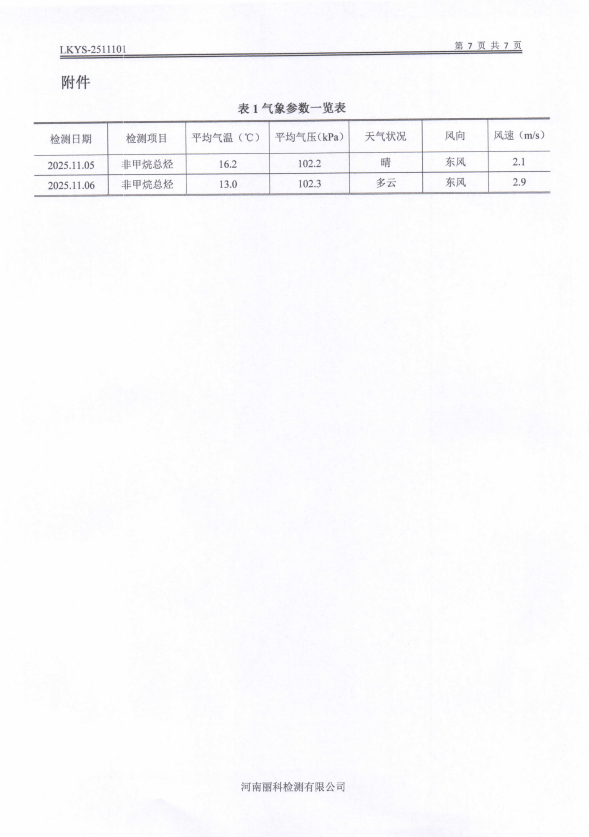 LKYS-2511101
第 7 页 共 7 页
附件
表 1 气象参数一览表
检测日期 检测项目 平均气温（℃） 平均气压（kPa） 天气状况 风向 风速（m/s）
2025.11.05 非甲烷总烃 16.2 102.2 晴 东风 2.1
2025.11.06 非甲烷总烃 13.0 102.3 多云 东风 2.9
河南丽科检测有限公司